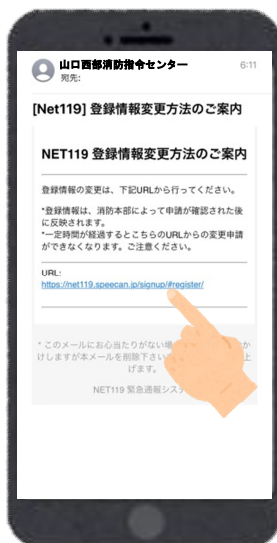 山口西部消防指令センター
6:11
宛先:
[Net119] 登録情報変更方法のご案内
NET119 登録情報変更方法のご案内
登録情報の変更は、下記URLから行ってください。
*登録情報は、消防本部によって申請が確認された後
に反映されます。
*一定時間が経過するとこちらのURLからの変更申請
ができなくなります。ご注意ください。
URL:
https://net119.speecan.jp/signup/#register/
* このメールにお心当たりがない場
か
けしますが本メールを削除下さい
上
げます。
NET119 緊急通報シス